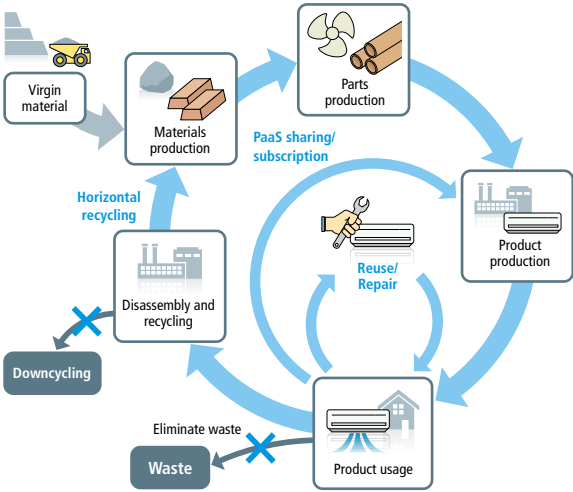 Virgin
material
Materials
production
Parts
production
PaaS sharing/
subscription
Horizontal
recycling
Product
production
Reuse/
Repair
Disassembly and
recycling
Downcycling
Eliminate waste
Waste
Product usage